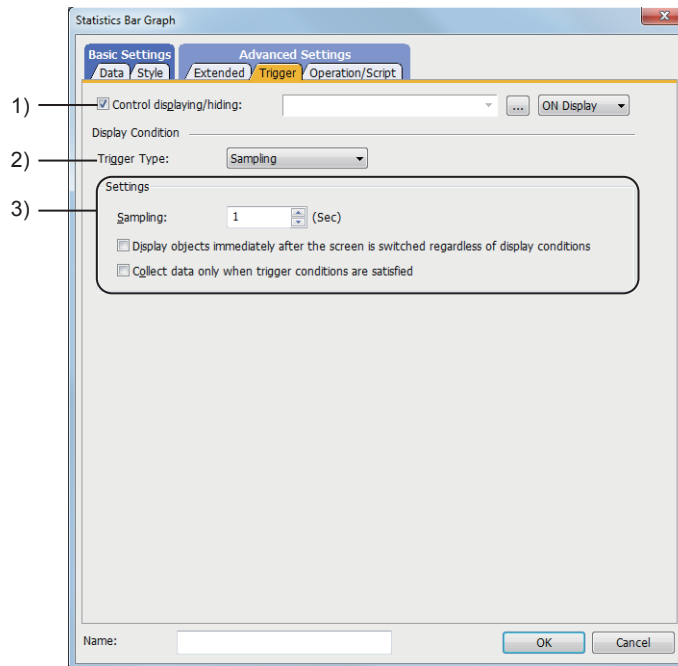 Statistics Bar Graph
x
Basic Settings
Advanced Settings
Data Style Extended Trigger Operation/Script
1)
Control displaying/hiding:
...
ON Display
Display Condition
2)
Trigger Type:
Sampling
Settings
3)
Sampling:
1
(Sec)
Display objects immediately after the screen is switched regardless of display conditions
Collect data only when trigger conditions are satisfied
Name:
OK
Cancel